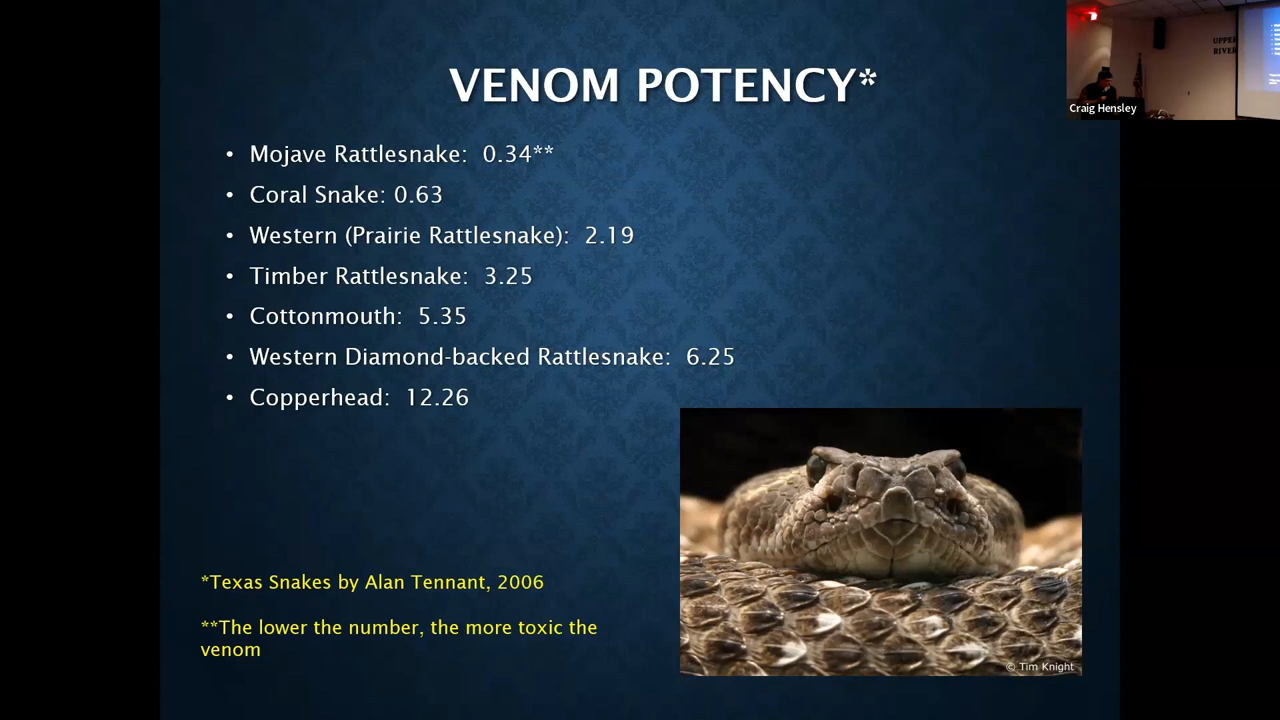 VENOM POTENCY*
• Mojave Rattlesnake: 0.34**
• Coral Snake: 0.63
• Western (Prairie Rattlesnake): 2.19
• Timber Rattlesnake: 3.25
• Cottonmouth: 5.35
• Western Diamond-backed Rattlesnake: 6.25
• Copperhead: 12.26
*Texas Snakes by Alan Tennant, 2006
**The lower the number, the more toxic the
venom
© Tim Knight
UPPER
RIVER
Craig Hensley